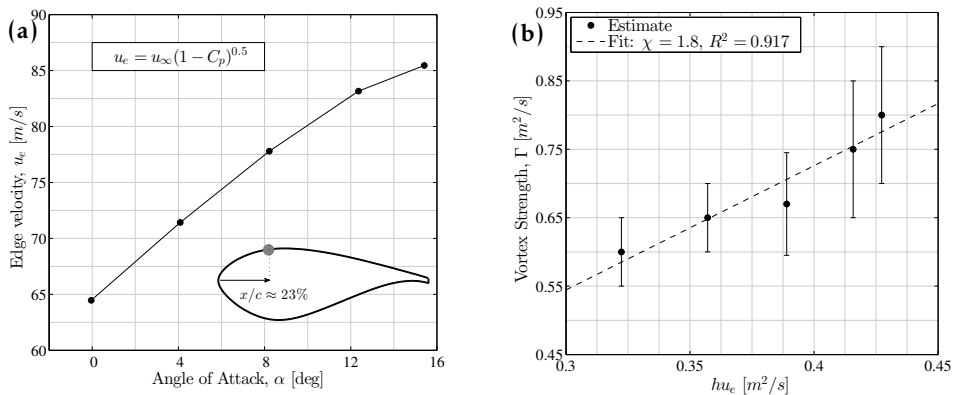 (a)
90
85
80
75
70
65
60
Edge velocity, u_e [m/s]
u_e = u_∞(1 − C_p)^{0.5}
x/c ≈ 23%
0
4
8
12
16
Angle of Attack, α [deg]
(b)
0.95
0.85
0.75
0.65
0.55
0.45
Vortex Strength, Γ [m²/s]
Estimate
Fit: χ = 1.8, R² = 0.917
0.3
0.35
0.4
0.45
hu_e [m²/s]